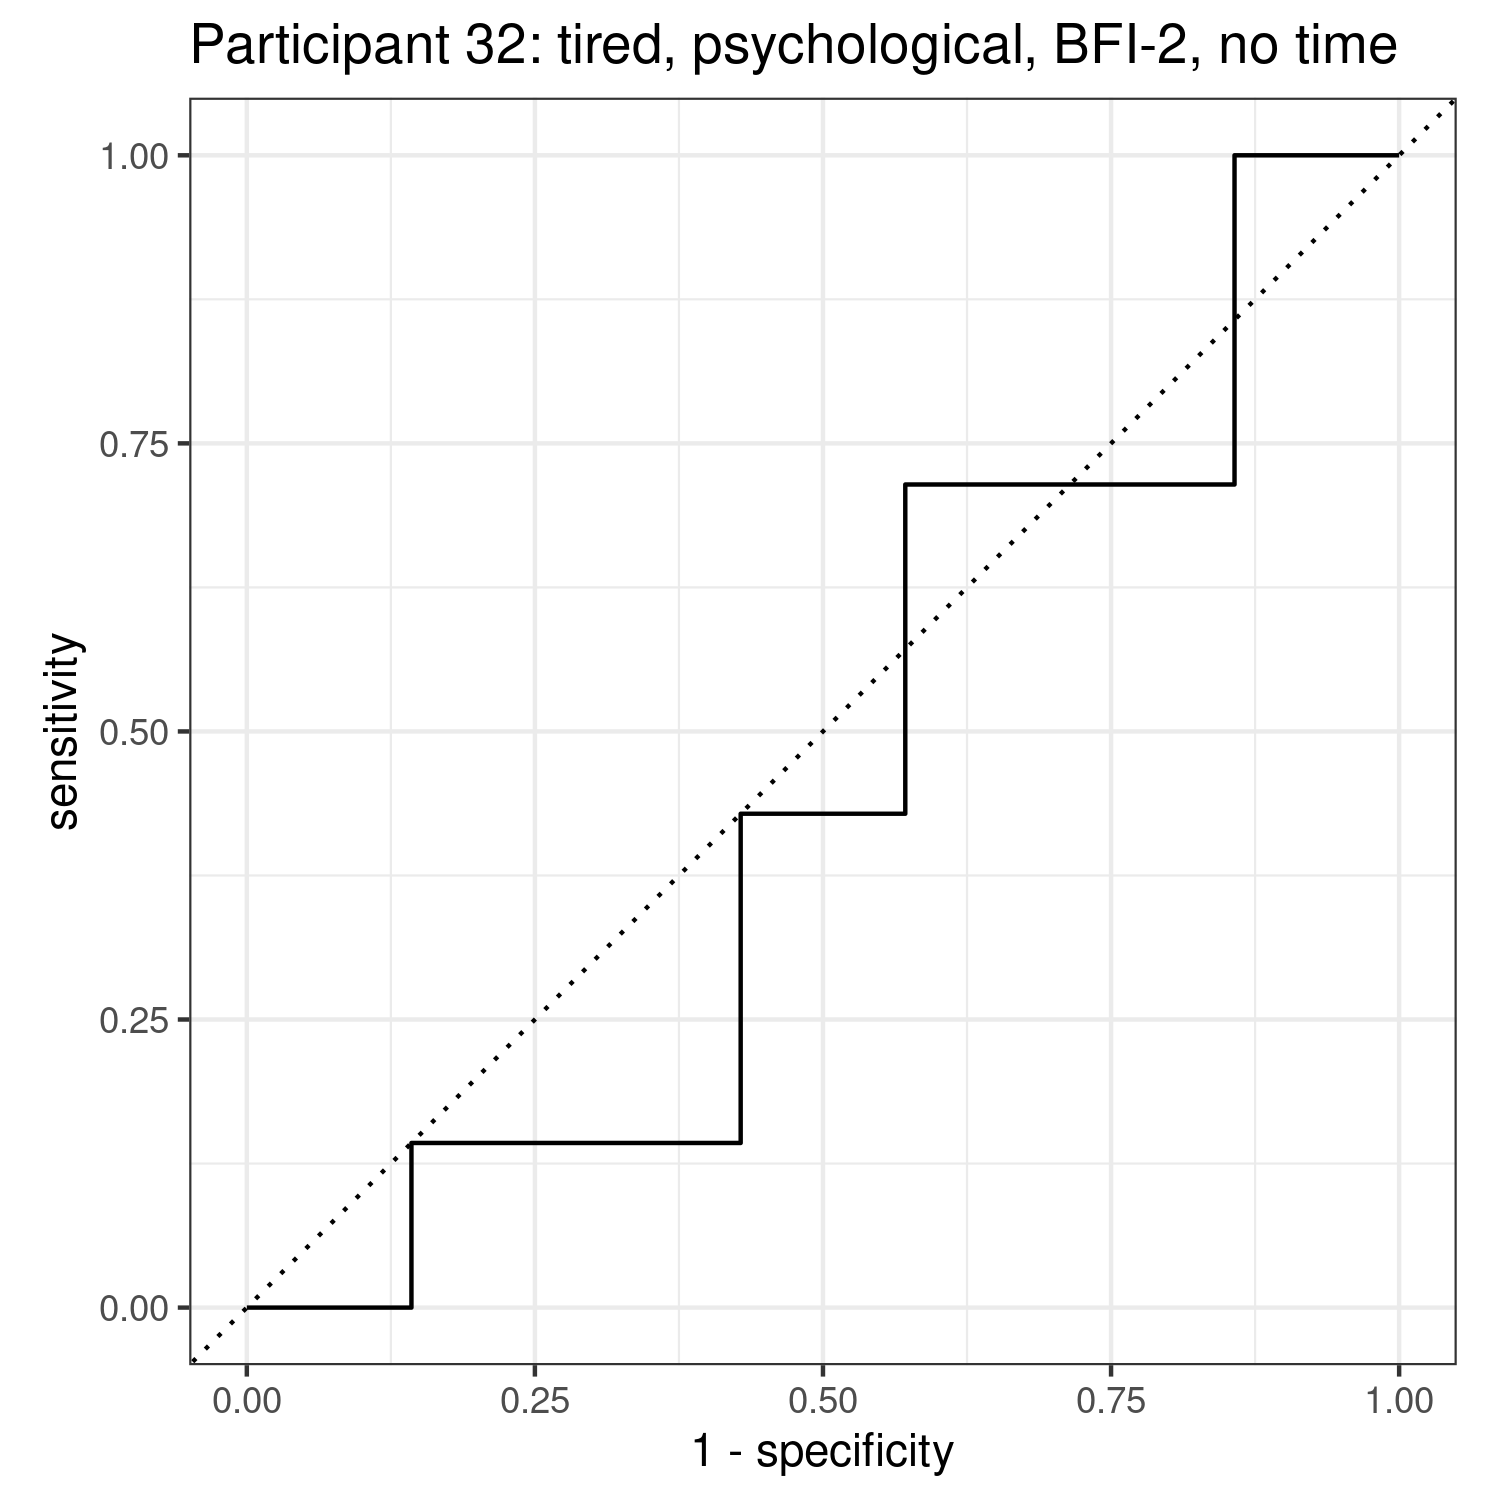 Participant 32: tired, psychological, BFI-2, no time
1.00
0.75
0.50
0.25
0.00
sensitivity
0.00 0.25 0.50 0.75 1.00
1 - specificity